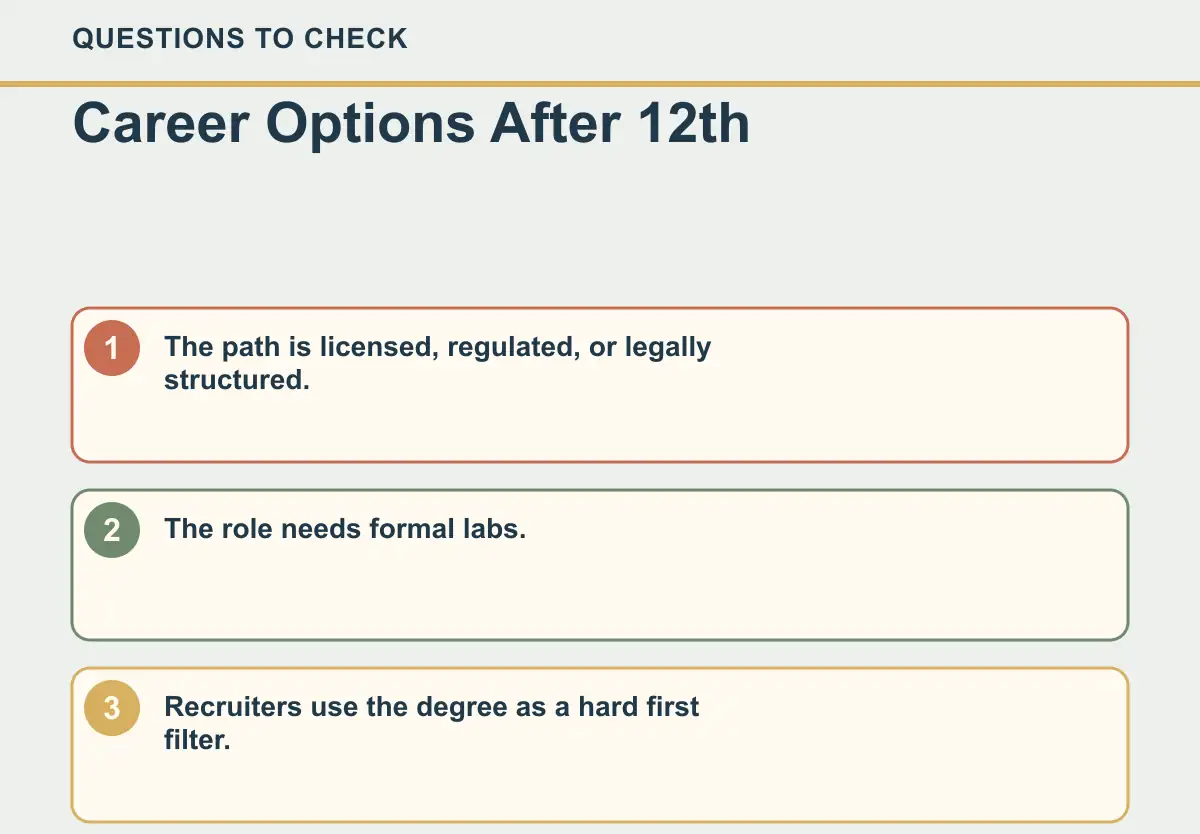 QUESTIONS TO CHECK
Career Options After 12th
1
The path is licensed, regulated, or legally
structured.
2
The role needs formal labs.
3
Recruiters use the degree as a hard first
filter.